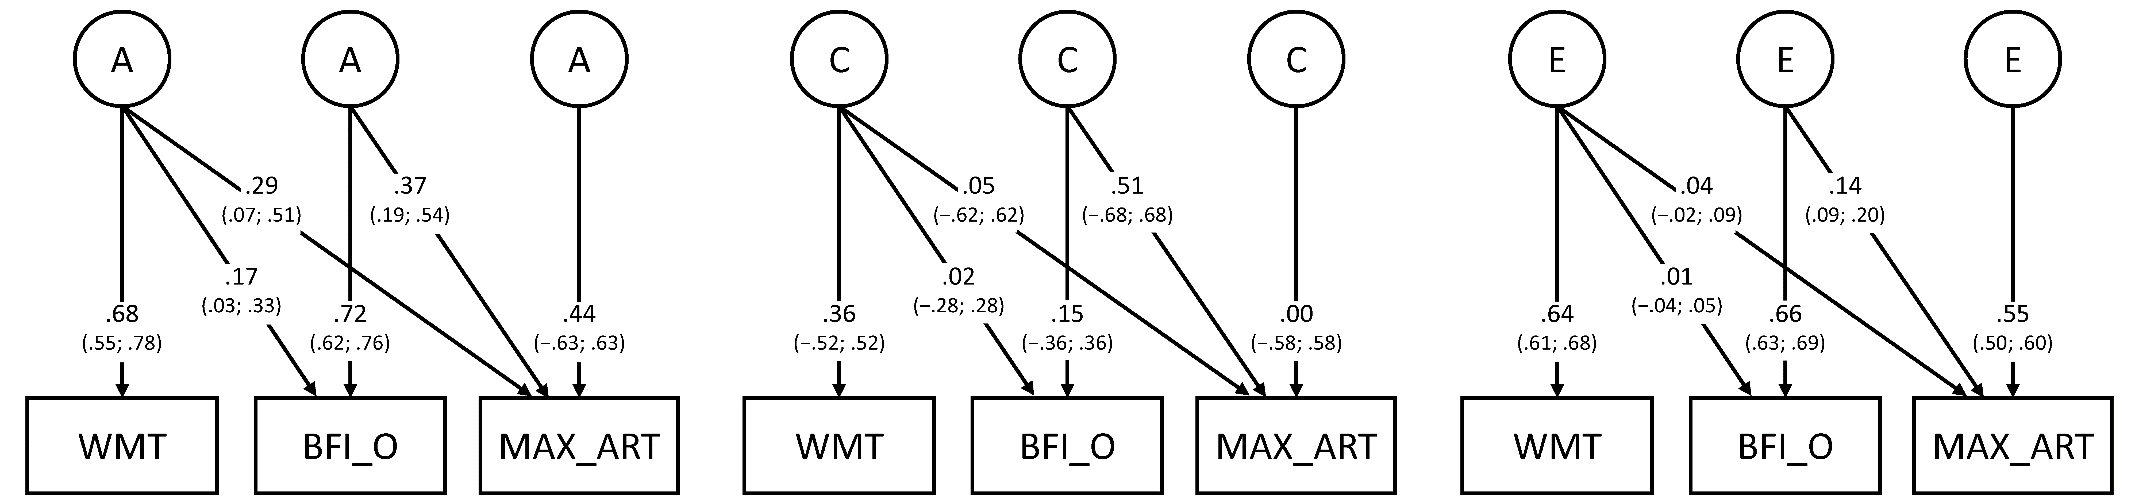 A A A C C C E E E
.29 .37 .05 .51 .04 .14
(.07; .51) (.19; .54) (−.62; .62) (−.68; .68) (−.02; .09) (.09; .20)
.17 .02 .01
(.03; .33) (−.28; .28) (−.04; .05)
.68 .72 .44 .36 .15 .00 .64 .66 .55
(.55; .78) (.62; .76) (−.63; .63) (−.52; .52) (−.36; .36) (−.58; .58) (.61; .68) (.63; .69) (.50; .60)
WMT BFI_O MAX_ART WMT BFI_O MAX_ART WMT BFI_O MAX_ART